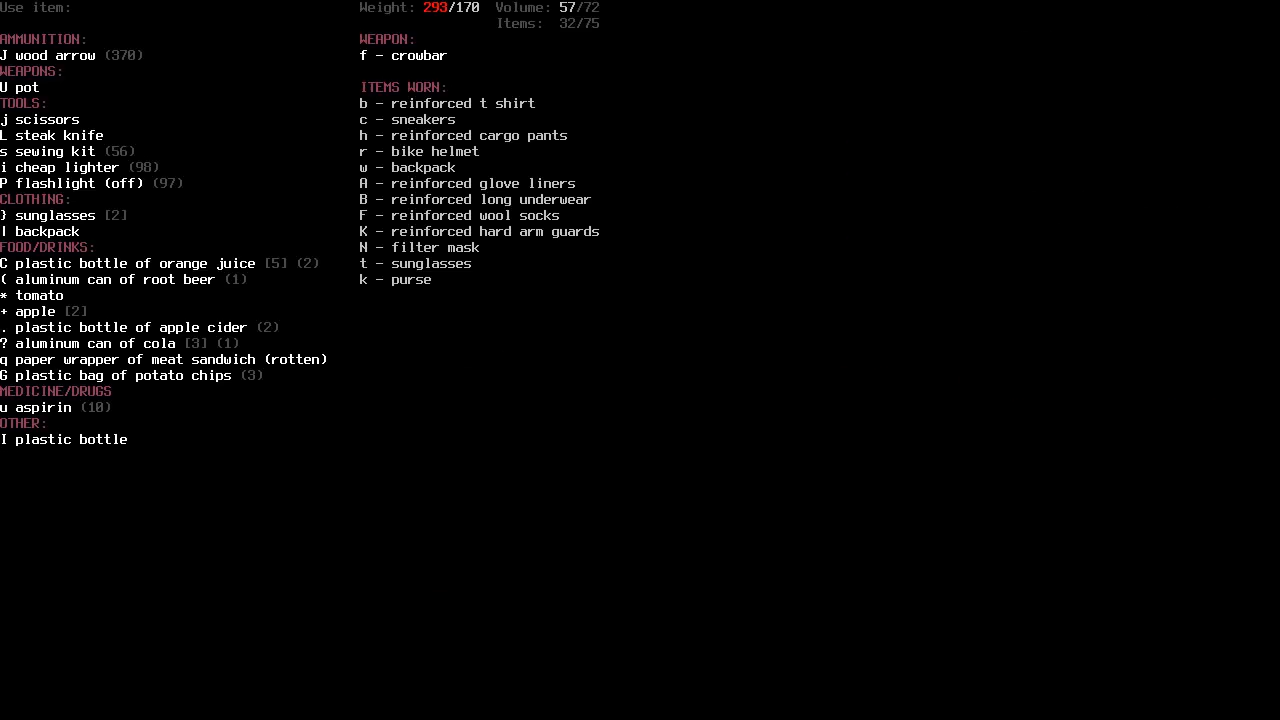 Use item:
Weight: 293/170 Volume: 57/72
Items: 32/75
AMMUNITION:
J wood arrow (370)
WEAPONS:
U pot
TOOLS:
j scissors
L steak knife
s sewing kit (56)
i cheap lighter (98)
P flashlight (off) (97)
CLOTHING:
} sunglasses [2]
| backpack
FOOD/DRINKS:
C plastic bottle of orange juice [5] (2)
( aluminum can of root beer (1)
* tomato
+ apple [2]
. plastic bottle of apple cider (2)
? aluminum can of cola [3] (1)
q paper wrapper of meat sandwich (rotten)
G plastic bag of potato chips (3)
MEDICINE/DRUGS
u aspirin (10)
OTHER:
I plastic bottle
WEAPON:
f - crowbar
ITEMS WORN:
b - reinforced t shirt
c - sneakers
h - reinforced cargo pants
r - bike helmet
w - backpack
A - reinforced glove liners
B - reinforced long underwear
F - reinforced wool socks
K - reinforced hard arm guards
N - filter mask
t - sunglasses
k - purse